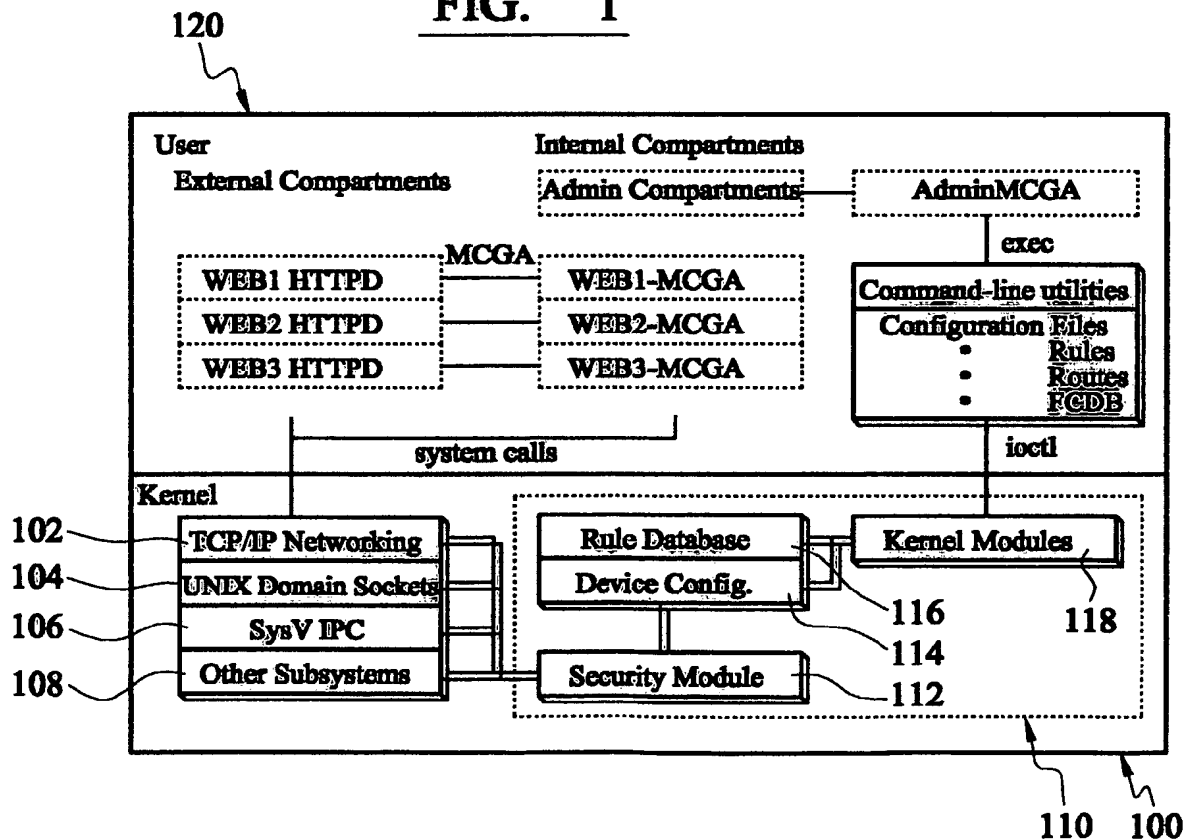 FIG. 1
120
User
Internal Compartments
External Compartments
Admin Compartments
AdminMCGA
exec
MCGA
WEB1 HTTPD
WEB1-MCGA
WEB2 HTTPD
WEB2-MCGA
WEB3 HTTPD
WEB3-MCGA
Command-line utilities
Configuration Files
• Rules
• Routes
• FCDB
system calls
ioctl
Kernel
102
TCP/IP Networking
104
UNIX Domain Sockets
106
SysV IPC
108
Other Subsystems
Rule Database
Device Config.
Security Module
Kernel Modules
116
118
114
112
110
100